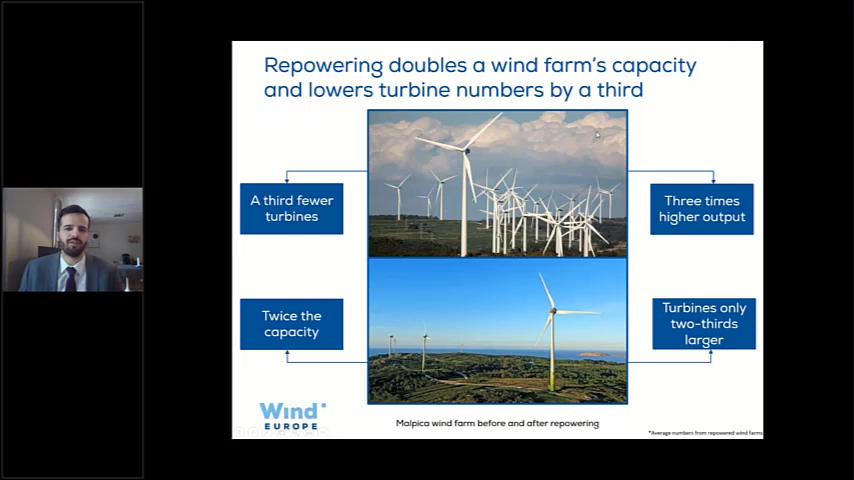 Repowering doubles a wind farm's capacity
and lowers turbine numbers by a third
A third fewer
turbines
Three times
higher output
Twice the
capacity
Turbines only
two-thirds
larger
Wind
EUROPE
Malpica wind farm before and after repowering
*Average numbers from repowered wind farms